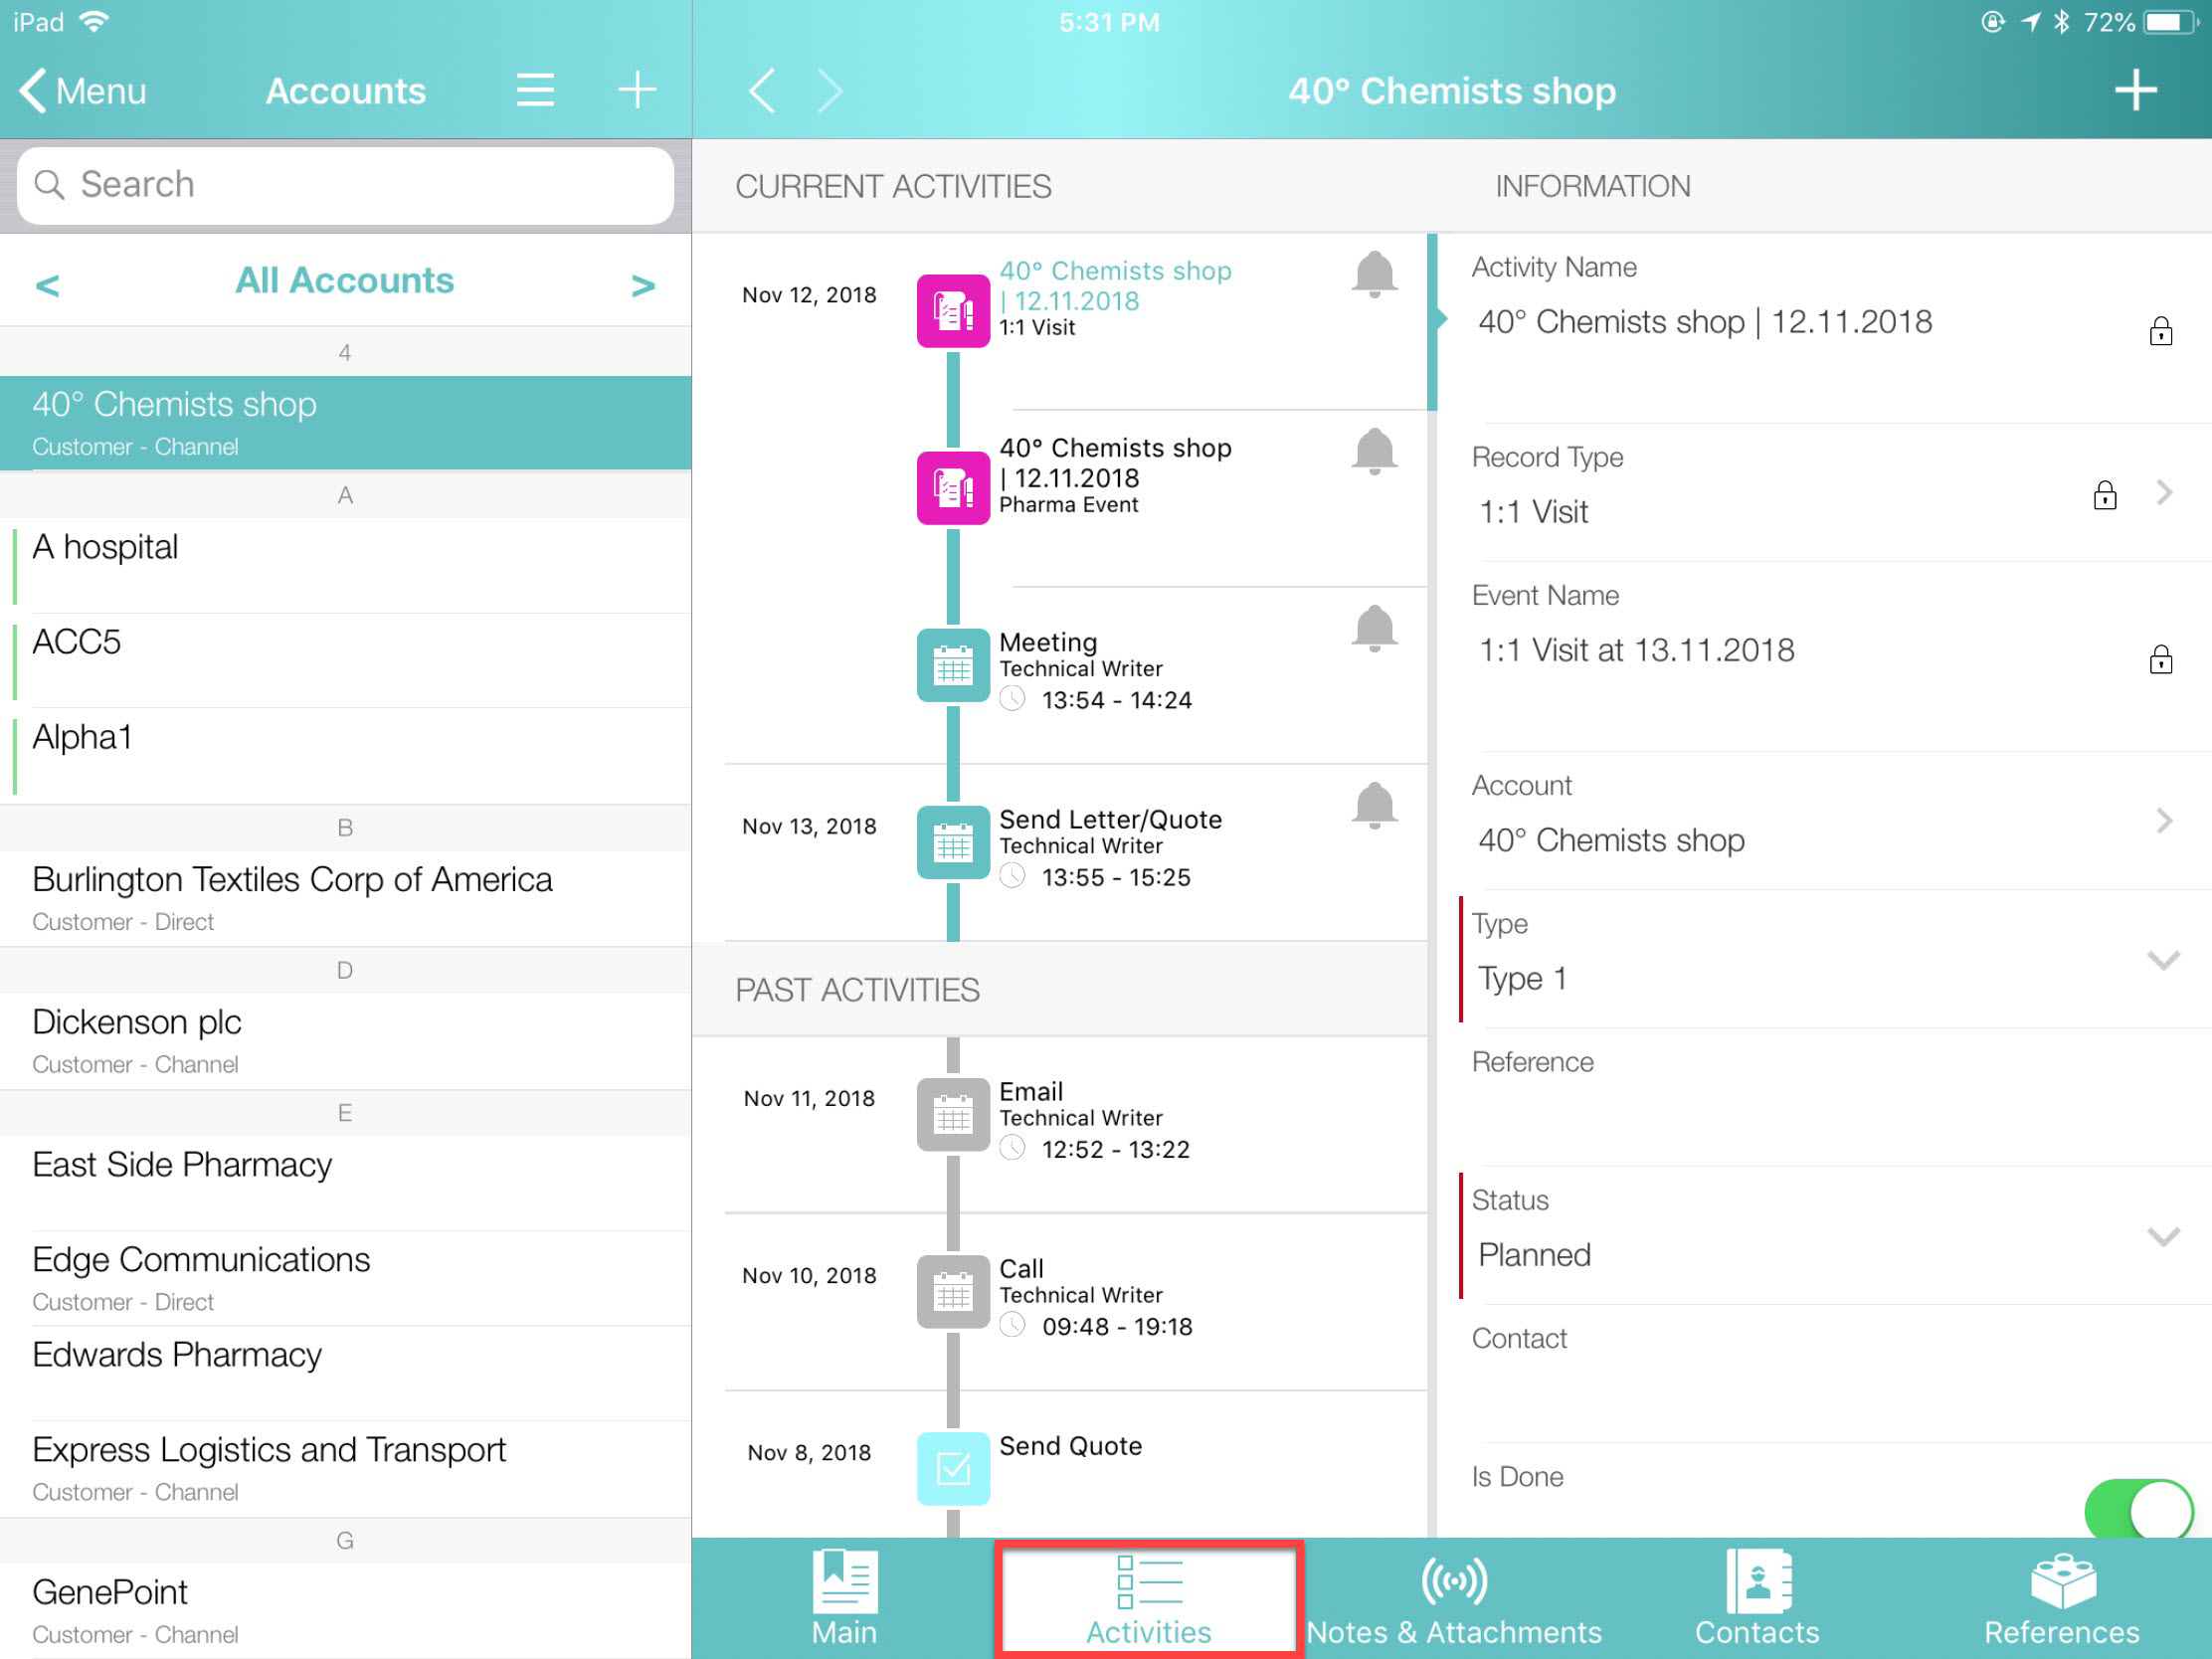 iPad
5:31 PM
72%
Menu
Accounts
40° Chemists shop
Search
< All Accounts >
4
40° Chemists shop
Customer - Channel
A
A hospital
ACC5
Alpha1
B
Burlington Textiles Corp of America
Customer - Direct
D
Dickenson plc
Customer - Channel
E
East Side Pharmacy
Edge Communications
Customer - Direct
Edwards Pharmacy
Express Logistics and Transport
Customer - Channel
G
GenePoint
Customer - Channel
CURRENT ACTIVITIES
Nov 12, 2018
40° Chemists shop
| 12.11.2018
1:1 Visit
40° Chemists shop
| 12.11.2018
Pharma Event
Meeting
Technical Writer
13:54 - 14:24
Nov 13, 2018
Send Letter/Quote
Technical Writer
13:55 - 15:25
PAST ACTIVITIES
Nov 11, 2018
Email
Technical Writer
12:52 - 13:22
Nov 10, 2018
Call
Technical Writer
09:48 - 19:18
Nov 8, 2018
Send Quote
INFORMATION
Activity Name
40° Chemists shop | 12.11.2018
Record Type
1:1 Visit
Event Name
1:1 Visit at 13.11.2018
Account
40° Chemists shop
Type
Type 1
Reference
Status
Planned
Contact
Is Done
Main
Activities
Notes & Attachments
Contacts
References